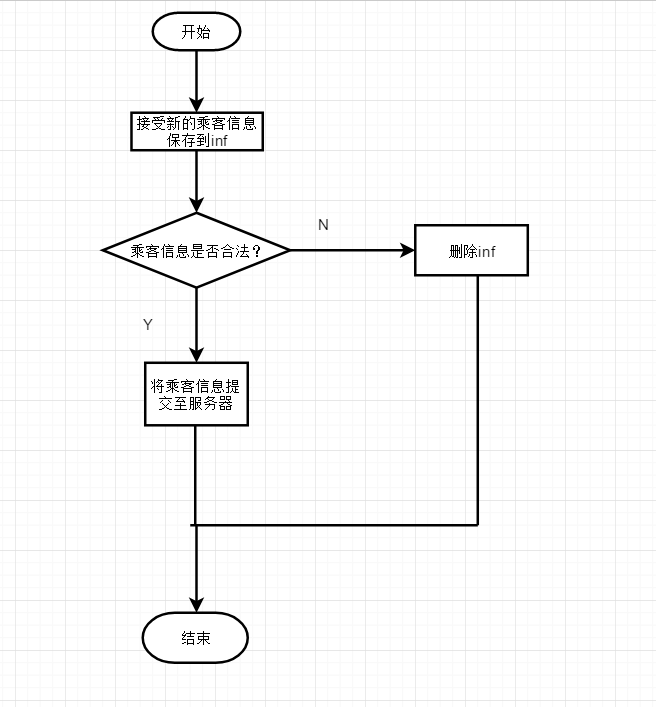 开始
接受新的乘客信息
保存到inf
乘客信息是否合法？
N
删除inf
Y
将乘客信息提
交至服务器
结束